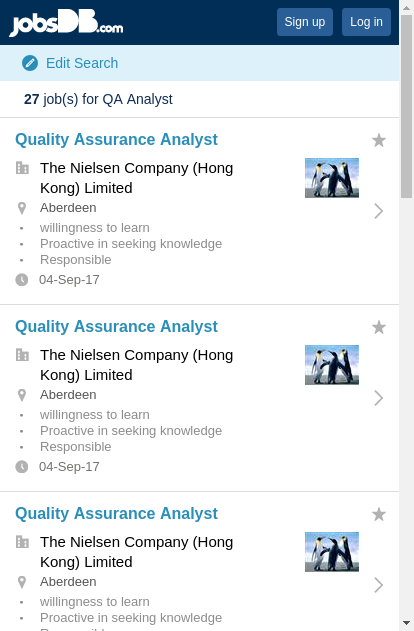 jobsDB.com
Sign up
Log in
Edit Search
27 job(s) for QA Analyst
Quality Assurance Analyst
The Nielsen Company (Hong
Kong) Limited
Aberdeen
willingness to learn
Proactive in seeking knowledge
Responsible
04-Sep-17
Quality Assurance Analyst
The Nielsen Company (Hong
Kong) Limited
Aberdeen
willingness to learn
Proactive in seeking knowledge
Responsible
04-Sep-17
Quality Assurance Analyst
The Nielsen Company (Hong
Kong) Limited
Aberdeen
willingness to learn
Proactive in seeking knowledge